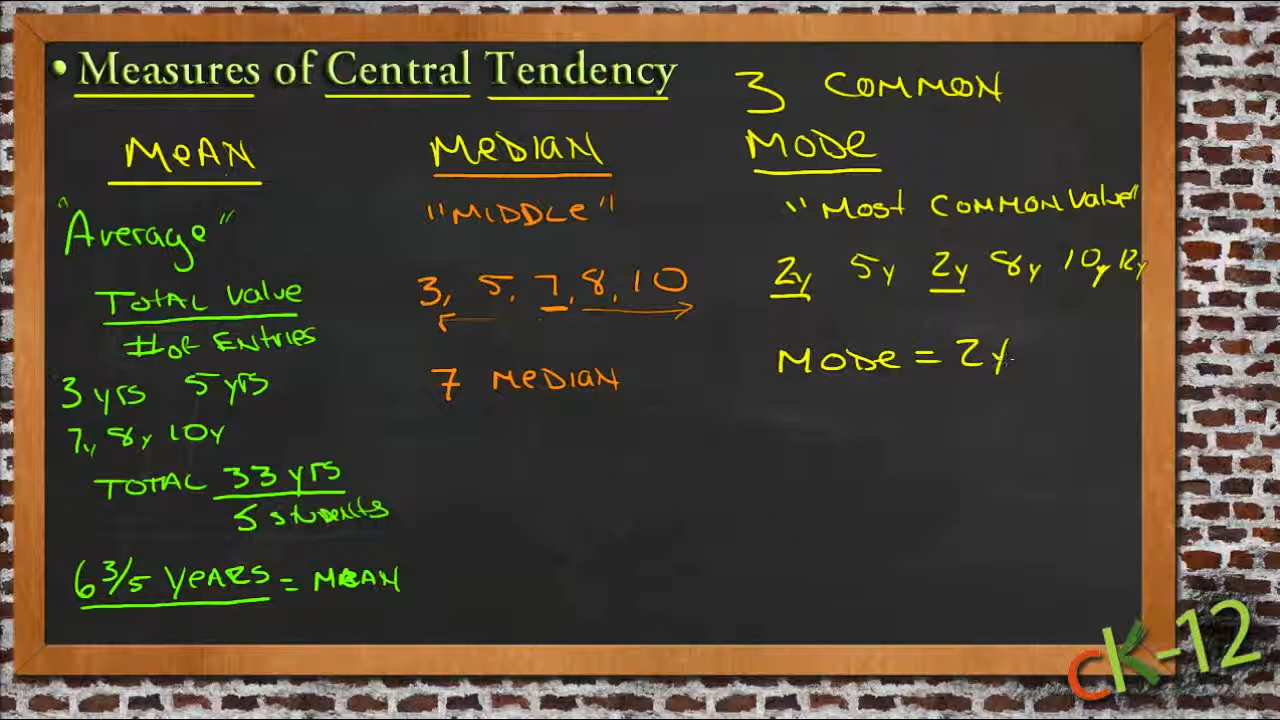 • Measures of Central Tendency
3 COMMON
MEAN
"Average"
TOTAL Value
# OF ENTRIES
3 yrs 5 yrs
7y, 8y 10y
TOTAL 33 yrs
5 students
6 3/5 YEARS = MEAN
MEDIAN
"MIDDLE"
3, 5, 7, 8, 10
7 MEDIAN
MODE
"Most COMMON Value"
2y 5y 2y 8y 10y 12y
MODE = 2y
CK-12